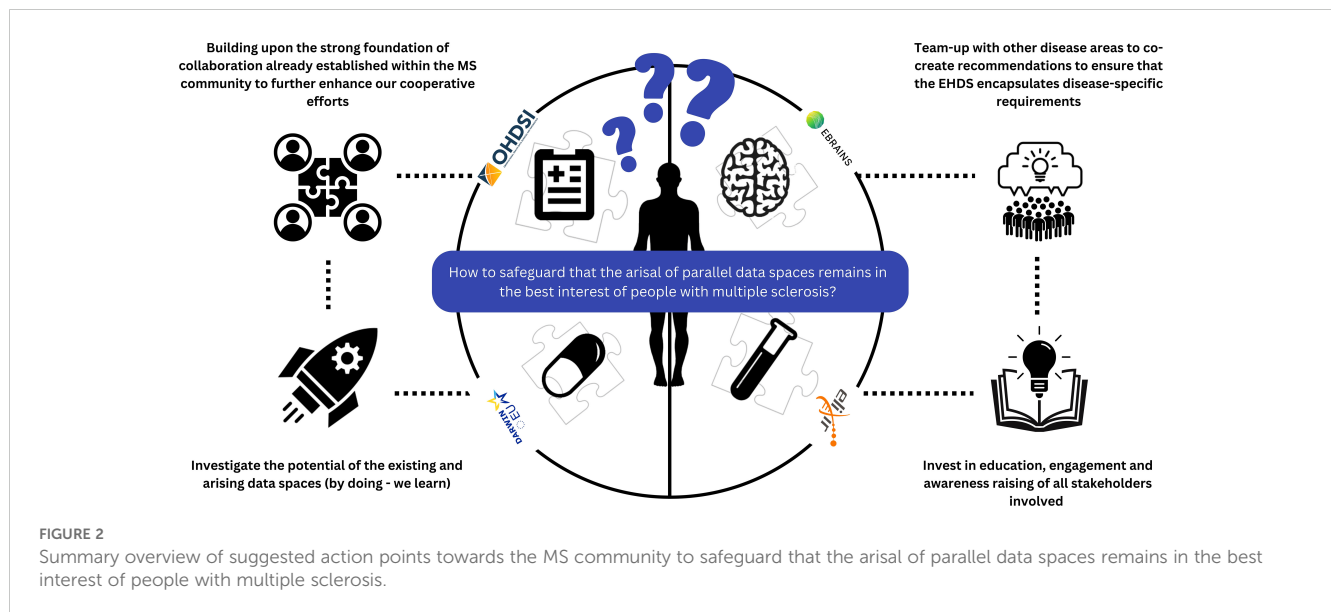 Building upon the strong foundation of
collaboration already established within the MS
community to further enhance our cooperative
efforts
Team-up with other disease areas to co-
create recommendations to ensure that
the EHDS encapsulates disease-specific
requirements
? ? ?
OHDSI
EBRAINS
How to safeguard that the arisal of parallel data spaces remains in
the best interest of people with multiple sclerosis?
DARWIN
EU
elixir
Investigate the potential of the existing and
arising data spaces (by doing - we learn)
Invest in education, engagement and
awareness raising of all stakeholders
involved
FIGURE 2
Summary overview of suggested action points towards the MS community to safeguard that the arisal of parallel data spaces remains in the best
interest of people with multiple sclerosis.